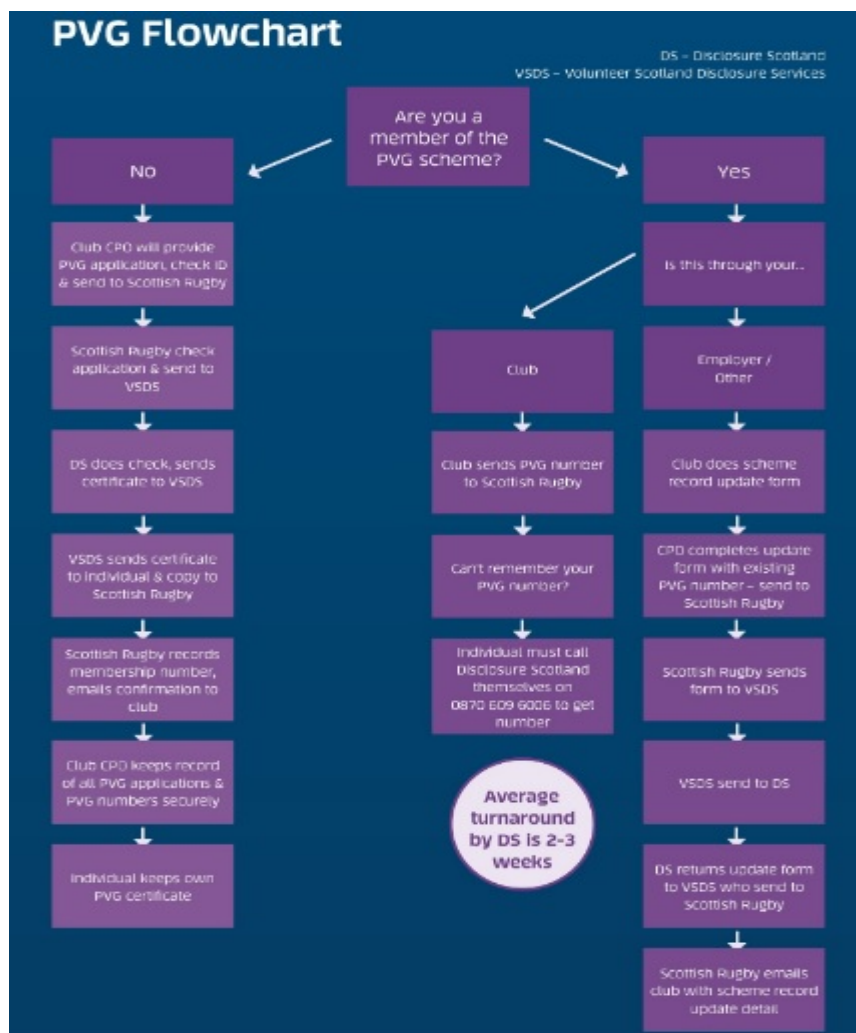 PVG Flowchart
DS – Disclosure Scotland
VSDS – Volunteer Scotland Disclosure Services
Are you a
member of the
PVG scheme?
No
Club CPO will provide
PVG application, check ID
& send to Scottish Rugby
Scottish Rugby check
application & send to
VSDS
DS does check, sends
certificate to VSDS
VSDS sends certificate
to individual & copy to
Scottish Rugby
Scottish Rugby records
membership number,
emails confirmation to
club
Club CPO keeps record
of all PVG applications &
PVG numbers securely
Individual keeps own
PVG certificate
Yes
Is this through your...
Club
Club sends PVG number
to Scottish Rugby
Can't remember your
PVG number?
Individual must call
Disclosure Scotland
themselves on
0870 609 6006 to get
number
Average
turnaround
by DS is 2-3
weeks
Employer /
Other
Club does scheme
record update form
CPO completes update
form with existing
PVG number – send to
Scottish Rugby
Scottish Rugby sends
form to VSDS
VSDS send to DS
DS returns update form
to VSDS who send to
Scottish Rugby
Scottish Rugby emails
club with scheme record
update detail